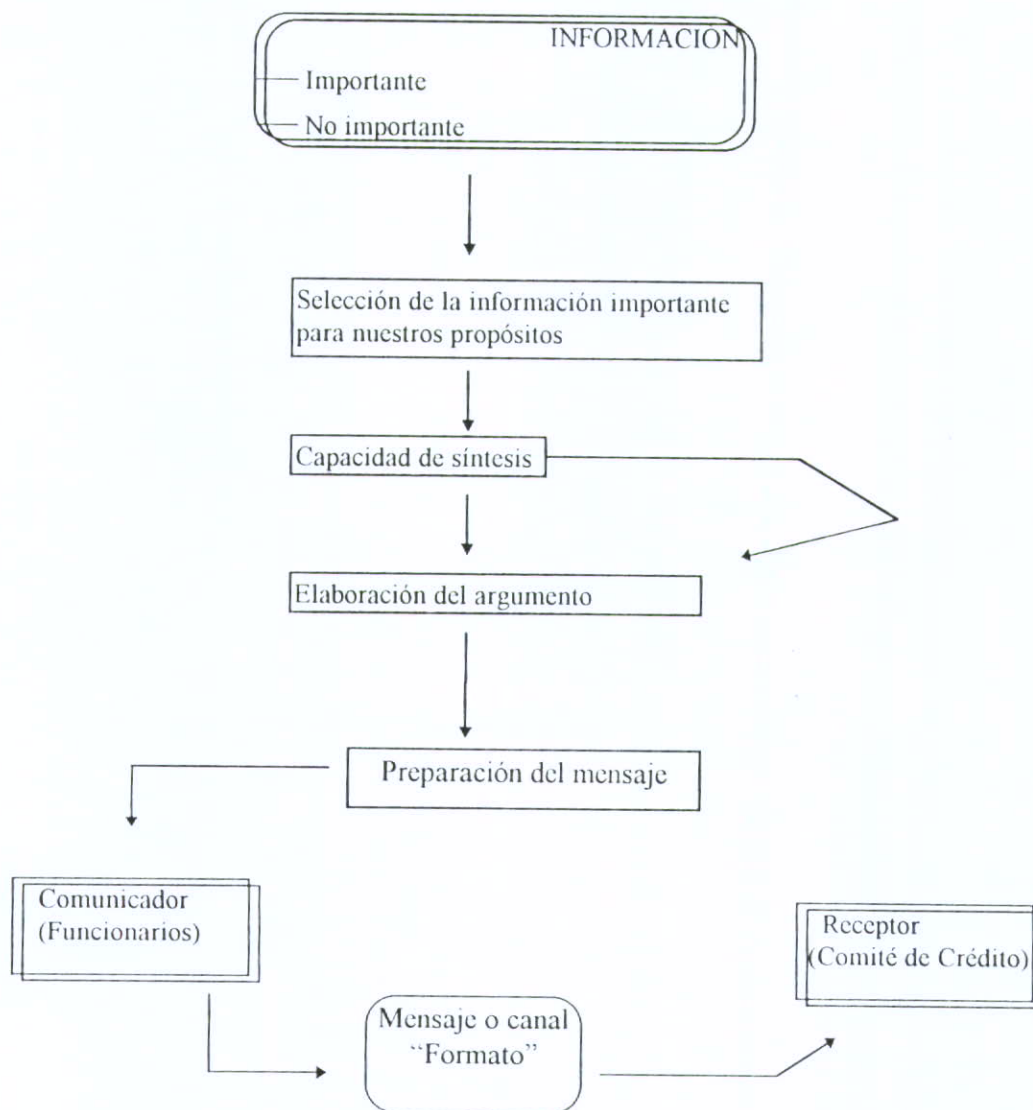 INFORMACION
Importante
No importante
Selección de la información importante
para nuestros propósitos
Capacidad de síntesis
Elaboración del argumento
Preparación del mensaje
Comunicador
(Funcionarios)
Receptor
(Comité de Crédito)
Mensaje o canal
“Formato”